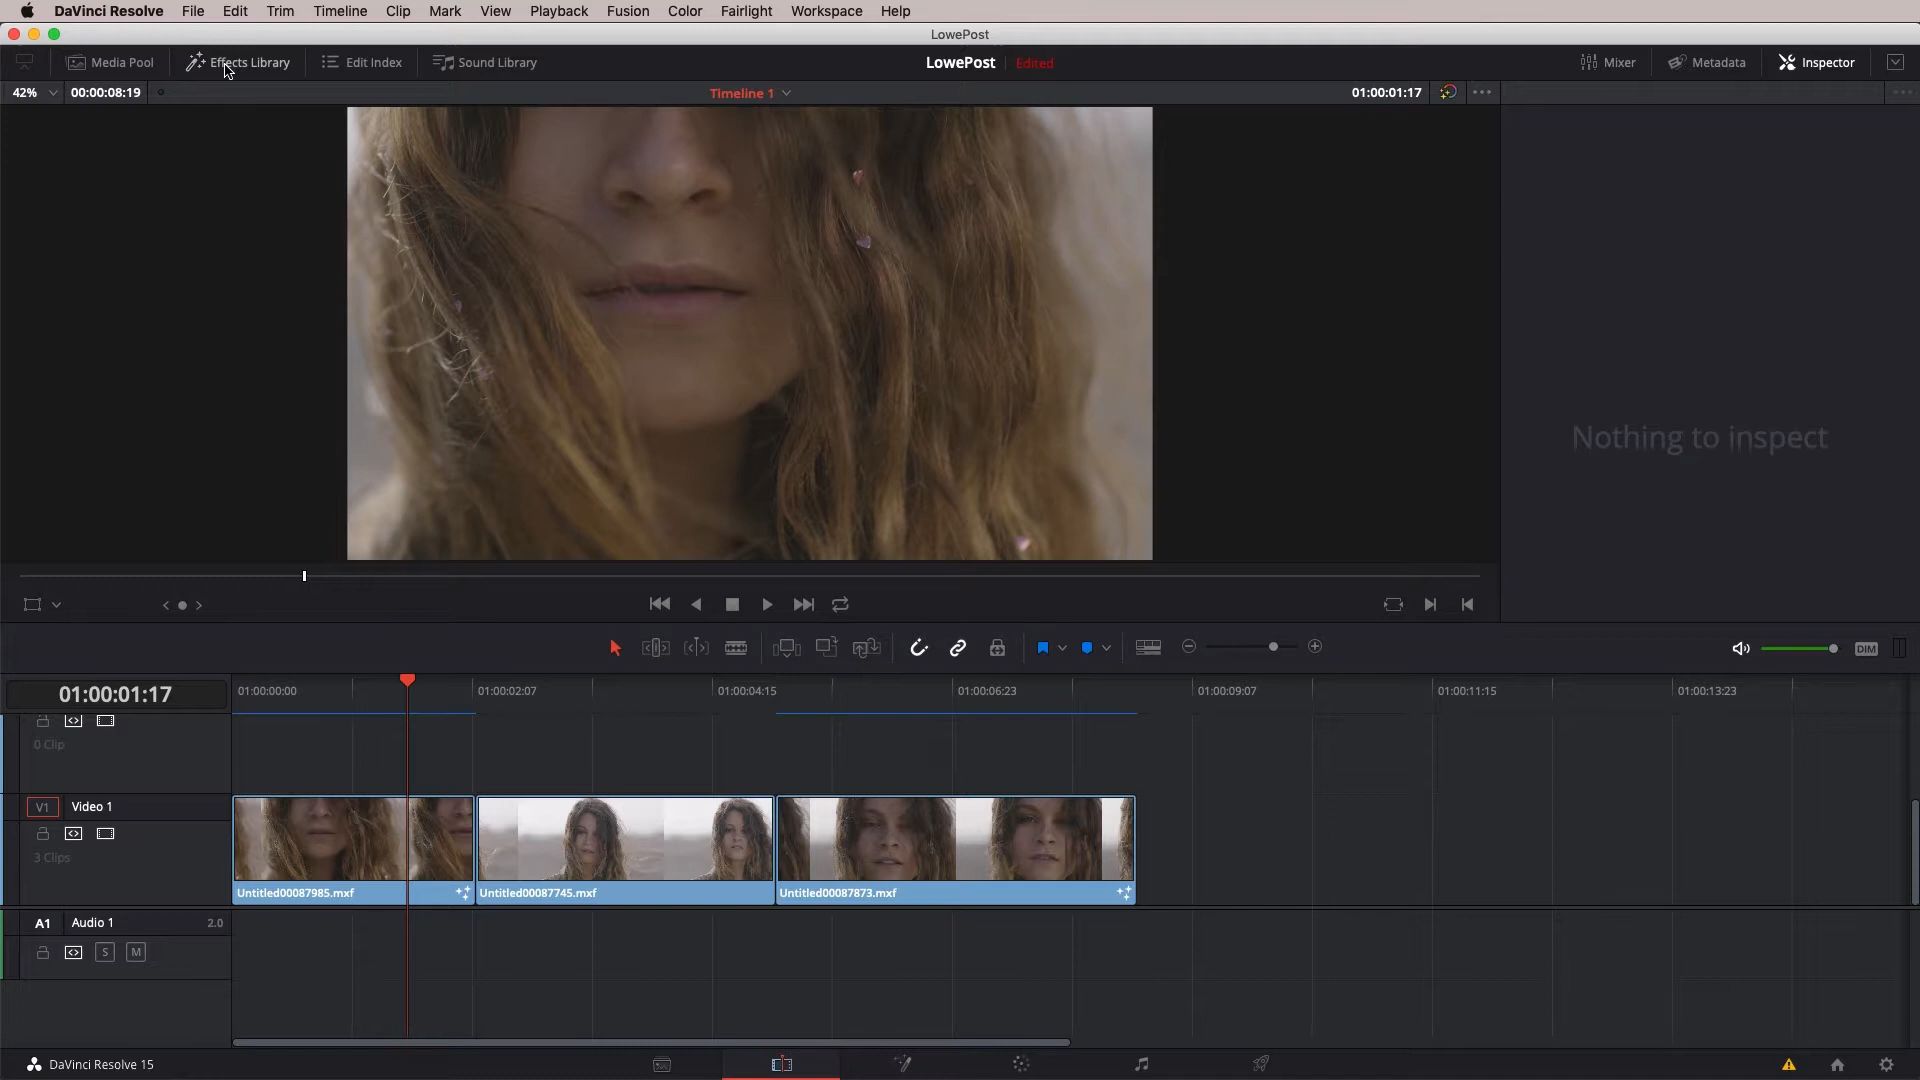 DaVinci Resolve File Edit Trim Timeline Clip Mark View Playback Fusion Color Fairlight Workspace Help
LowePost
Media Pool Effects Library Edit Index Sound Library LowePost Edited Mixer Metadata Inspector
42% 00:00:08:19 Timeline 1 01:00:01:17
Nothing to inspect
DIM
01:00:01:17 01:00:00:00 01:00:02:07 01:00:04:15 01:00:06:23 01:00:09:07 01:00:11:15 01:00:13:23
0 Clip
V1 Video 1
3 Clips
Untitled00087985.mxf Untitled00087745.mxf Untitled00087873.mxf
A1 Audio 1 2.0
S M
DaVinci Resolve 15